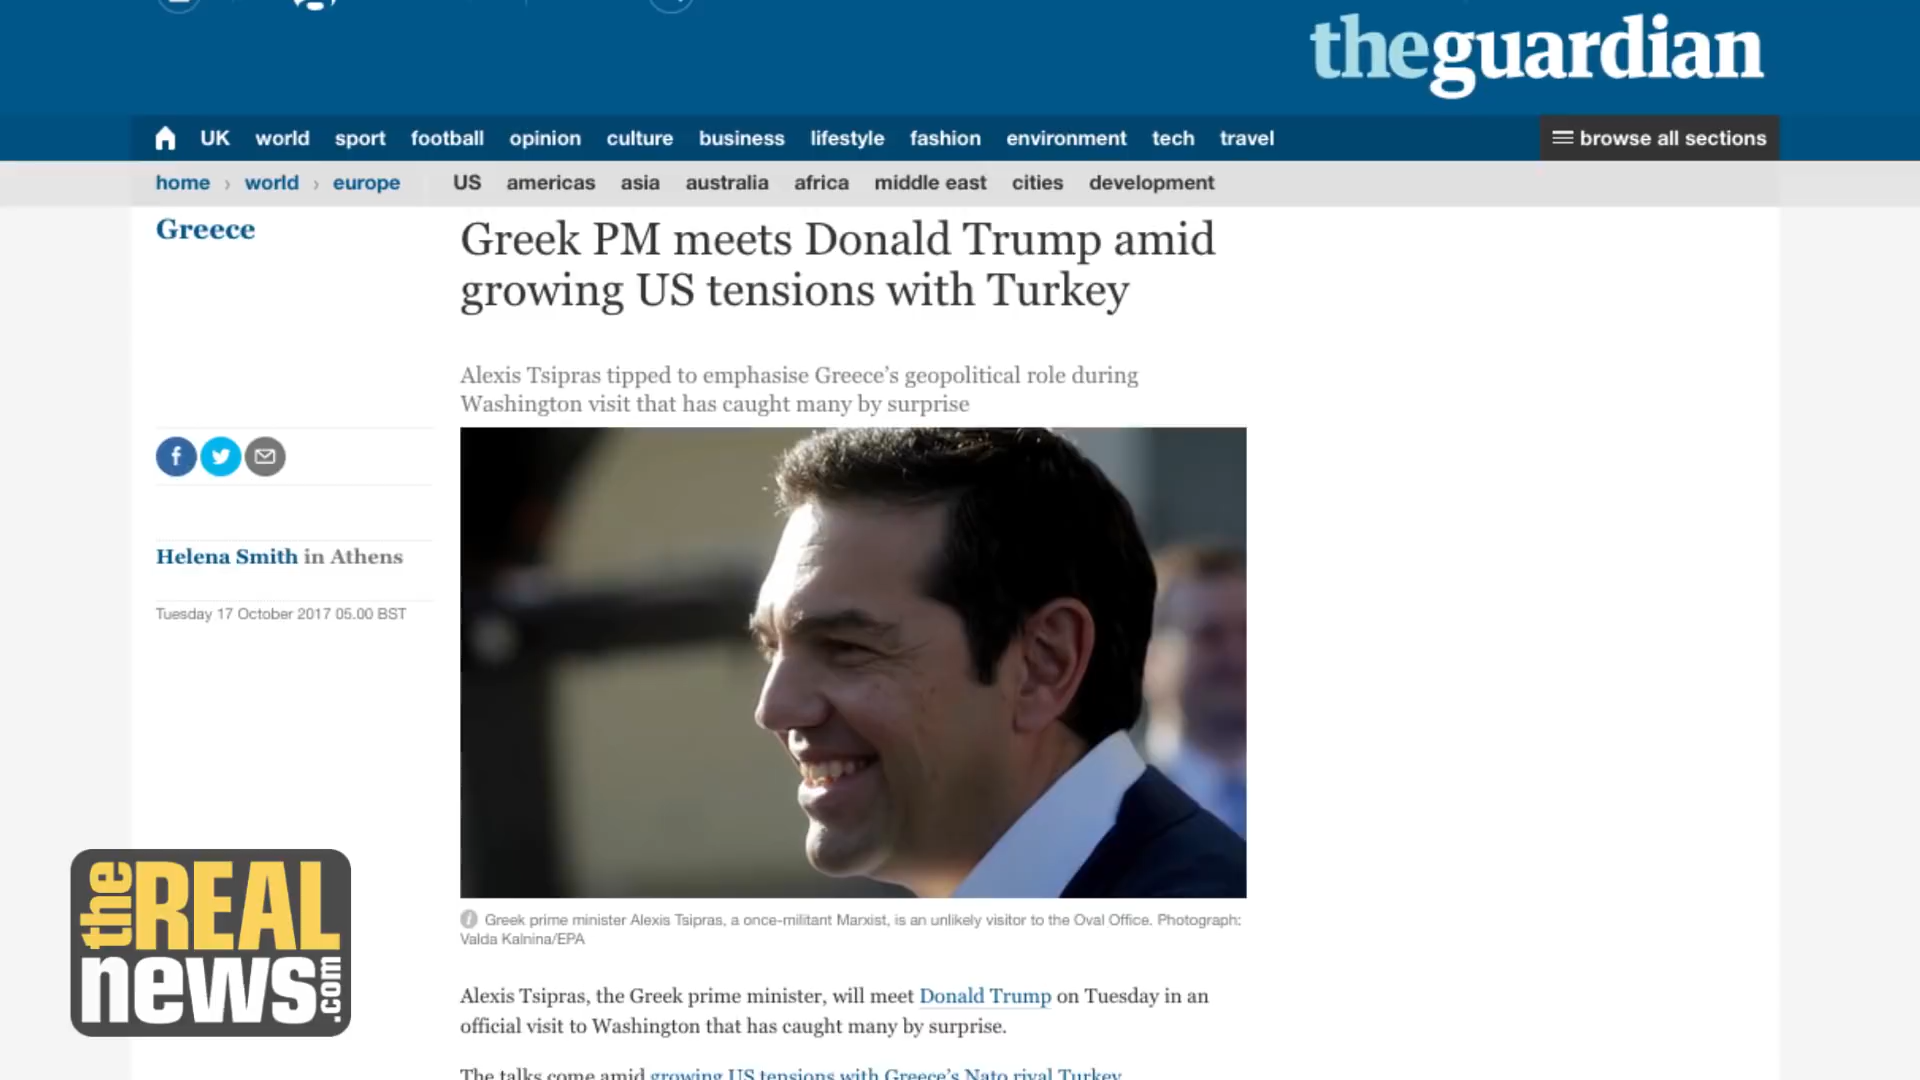 theguardian
UK world sport football opinion culture business lifestyle fashion environment tech travel browse all sections
home › world › europe US americas asia australia africa middle east cities development
Greece
Greek PM meets Donald Trump amid
growing US tensions with Turkey
Alexis Tsipras tipped to emphasise Greece’s geopolitical role during
Washington visit that has caught many by surprise
Helena Smith in Athens
Tuesday 17 October 2017 05.00 BST
Greek prime minister Alexis Tsipras, a once-militant Marxist, is an unlikely visitor to the Oval Office. Photograph:
Valda Kalnina/EPA
Alexis Tsipras, the Greek prime minister, will meet Donald Trump on Tuesday in an
official visit to Washington that has caught many by surprise.
The talks come amid growing US tensions with Greece’s Nato rival Turkey
the REAL
news.com